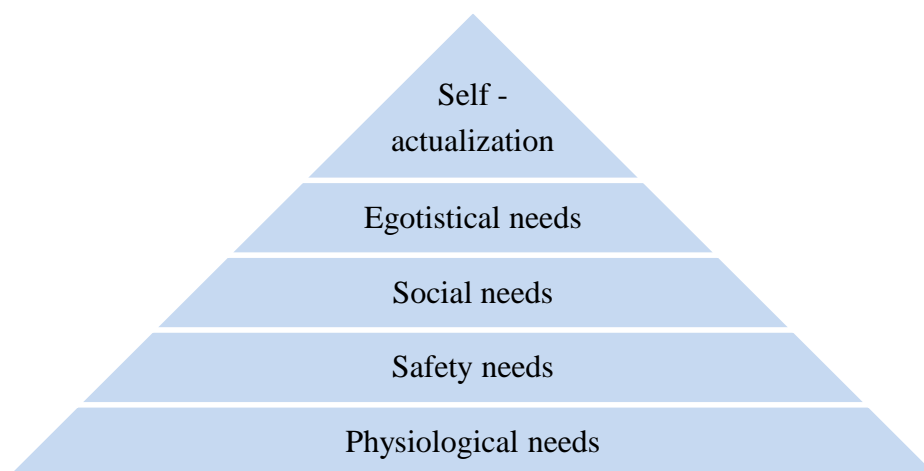 Self -
actualization
Egotistical needs
Social needs
Safety needs
Physiological needs